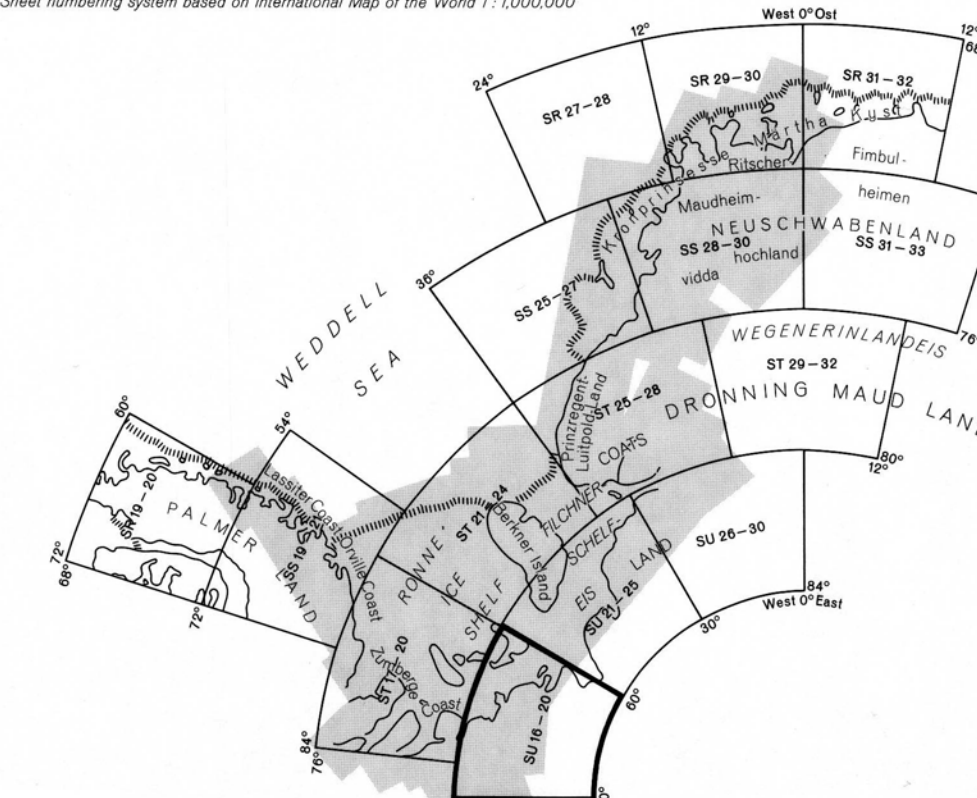 Sheet numbering system based on International Map of the World 1 : 1,000,000
West 0° Ost
12°
12°
68
24°
SR 27–28
SR 29–30
SR 31–32
Kronprinsesse Martha Kyst
Ritscher
Fimbul-
heimen
Maudheim-
NEUSCHWABENLAND
SS 28–30
hochland
SS 31–33
vidda
36°
SS 25–27
76°
WEDDELL
SEA
WEGENERINLANDEIS
ST 29–32
Prinzregent-
Luitpold-Land
ST 25–28
DRONNING MAUD LAN
COATS
80°
12°
60°
54°
Lassiter Coast
SR 19–20
PALMER
LAND
SS 19
Orville Coast
RONNE
ICE
SHELF
ST 21
24
Berkner Island
FILCHNER
SCHELF-
EIS
LAND
SU 26–30
SU 21–25
84°
West 0° East
30°
72°
68°
72°
Zumberge
Coast
ST 17–20
SU 16–20
60°
84°
76°